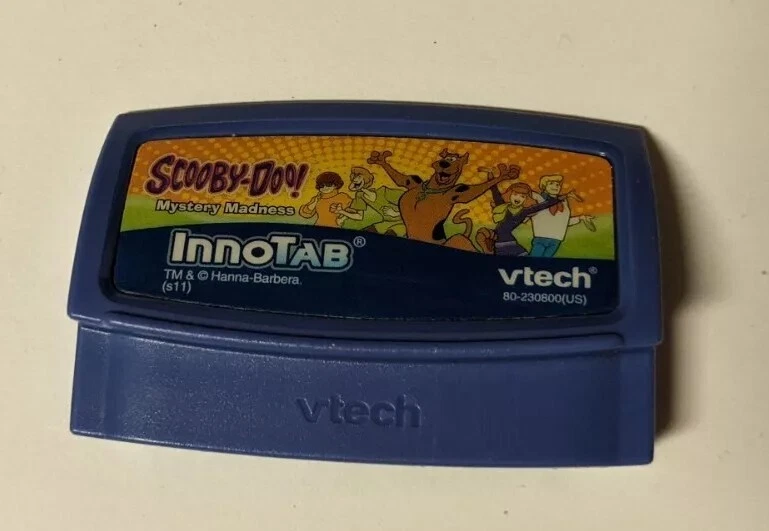 SCOOBY-DOO!
Mystery Madness
INNOTAB®
TM & © Hanna-Barbera.
(s11)
vtech®
80-230800(US)
vtech